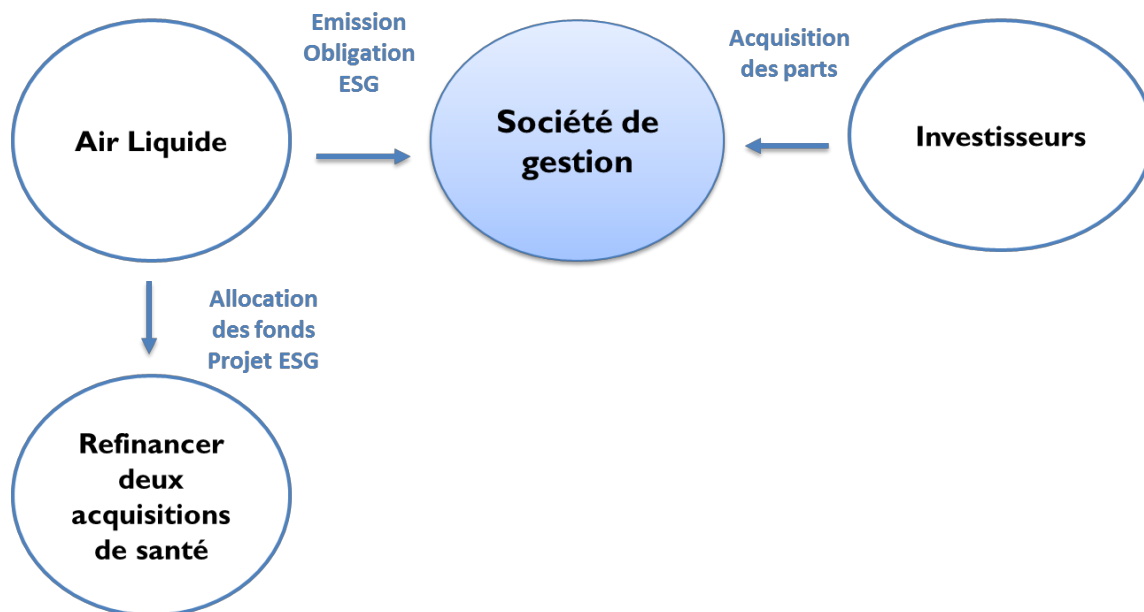 Emission
Obligation
ESG
Acquisition
des parts
Air Liquide
Société de
gestion
Investisseurs
Allocation
des fonds
Projet ESG
Refinancer
deux
acquisitions
de santé